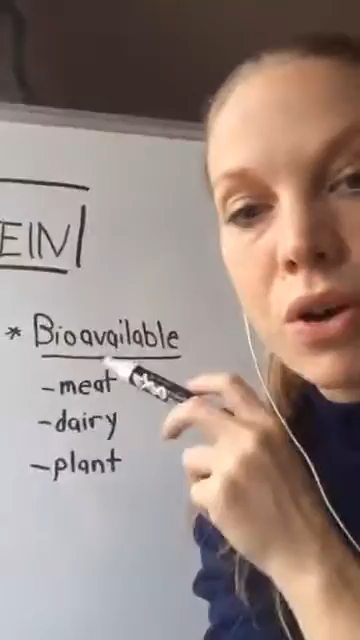 EIN
* Bioavailable
- meat
- dairy
- plant